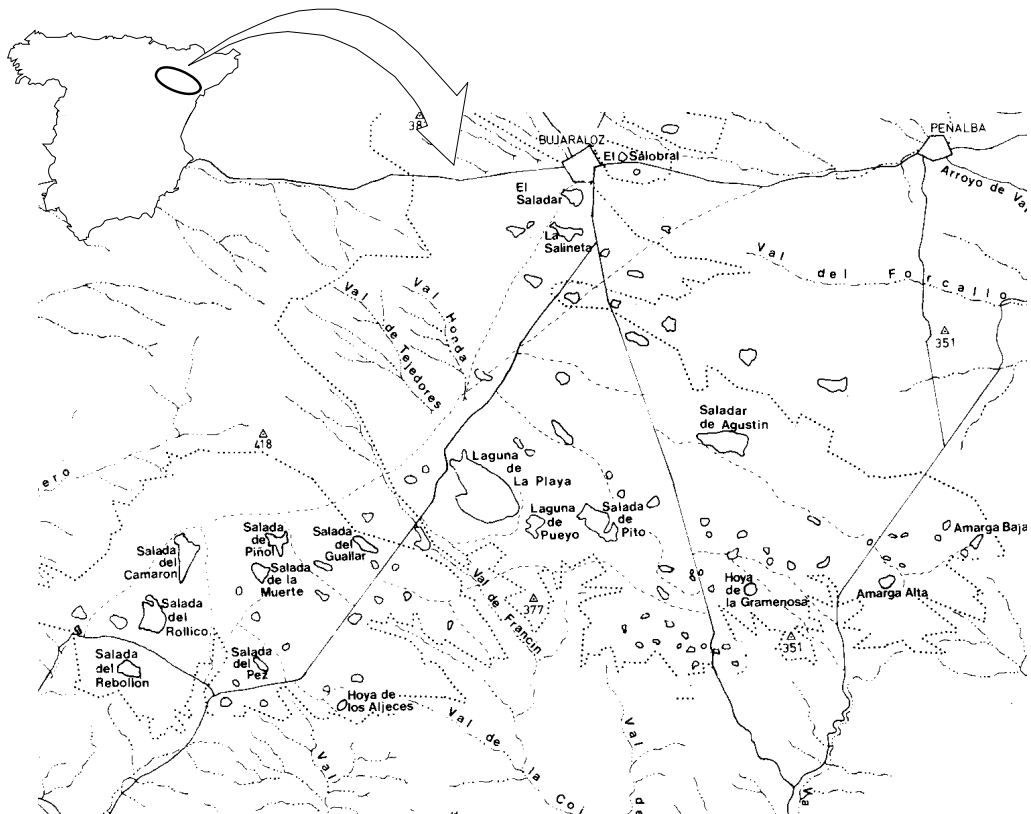 38
BUJARALOZ
PEÑALBA
El Salobral
Arroyo de Val
El
Saladar
La
Salineta
Val del Forcallo
Val Honda
Val
de Tejedores
351
418
ero
Saladar
de Agustin
Laguna
de
La Playa
Laguna
de
Pueyo
Salada
de
Pito
Amarga Baja
Salada
de
Piñol
Salada
del
Guallar
Salada
del
Camaron
Salada
de la
Muerte
Hoya
de
la Gramenosa
Amarga Alta
Val de Francin
377
Salada
del
Rollico
351
Salada
del
Rebollon
Salada
del
Pez
Hoya de
los Aljeces
Val de la Co
Val
Val de
Va